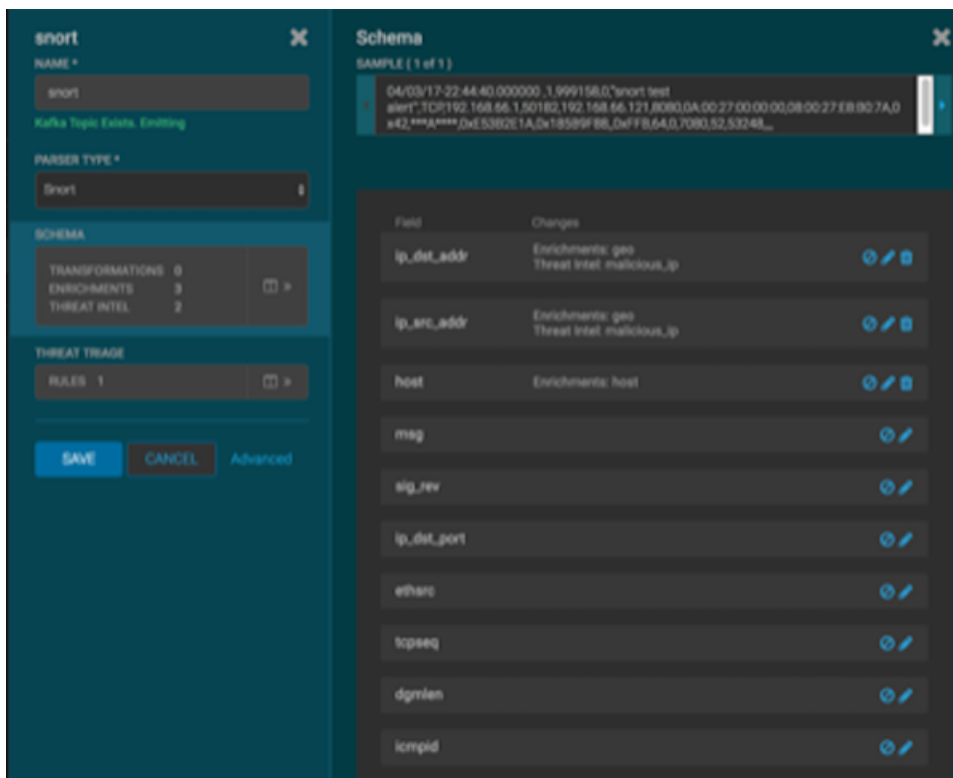 snort
NAME *
snort
Kafka Topic Exists. Emitting
PARSER TYPE *
Snort
SCHEMA
TRANSFORMATIONS 0
ENRICHMENTS 3
THREAT INTEL 2
THREAT TRIAGE
RULES 1
SAVE CANCEL Advanced
Schema
SAMPLE ( 1 of 1 )
04/03/17-22:44:40.000000 ,1,999158,0,"snort test
alert",TCP,192.168.66.1,50182,192.168.66.121,8080,0A:00:27:00:00:00,08:00:27:E8:B0:7A,0
x42,***A****,0xE53B2E1A,0x185B9FBB,,0xFFB,64,0,7080,52,53248,,,,
Field Changes
ip_dst_addr
Enrichments: geo
Threat Intel: malicious_ip
ip_src_addr
Enrichments: geo
Threat Intel: malicious_ip
host Enrichments: host
msg
sig_rev
ip_dst_port
ethsrc
tcpseq
dgmlen
icmpid